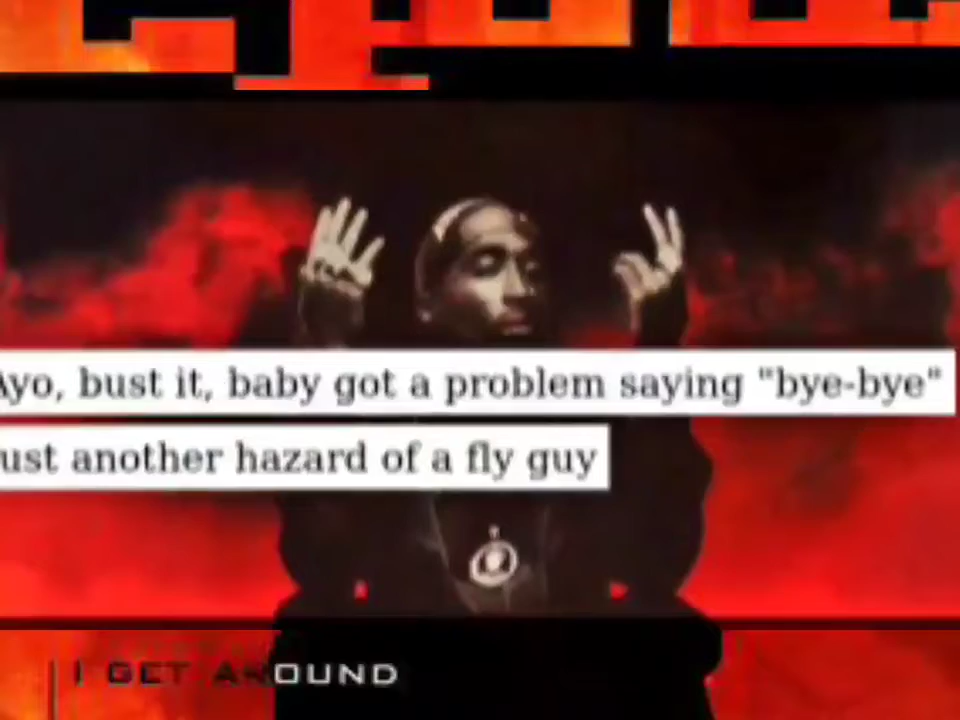 Ayo, bust it, baby got a problem saying "bye-bye"
ust another hazard of a fly guy
I GET AROUND